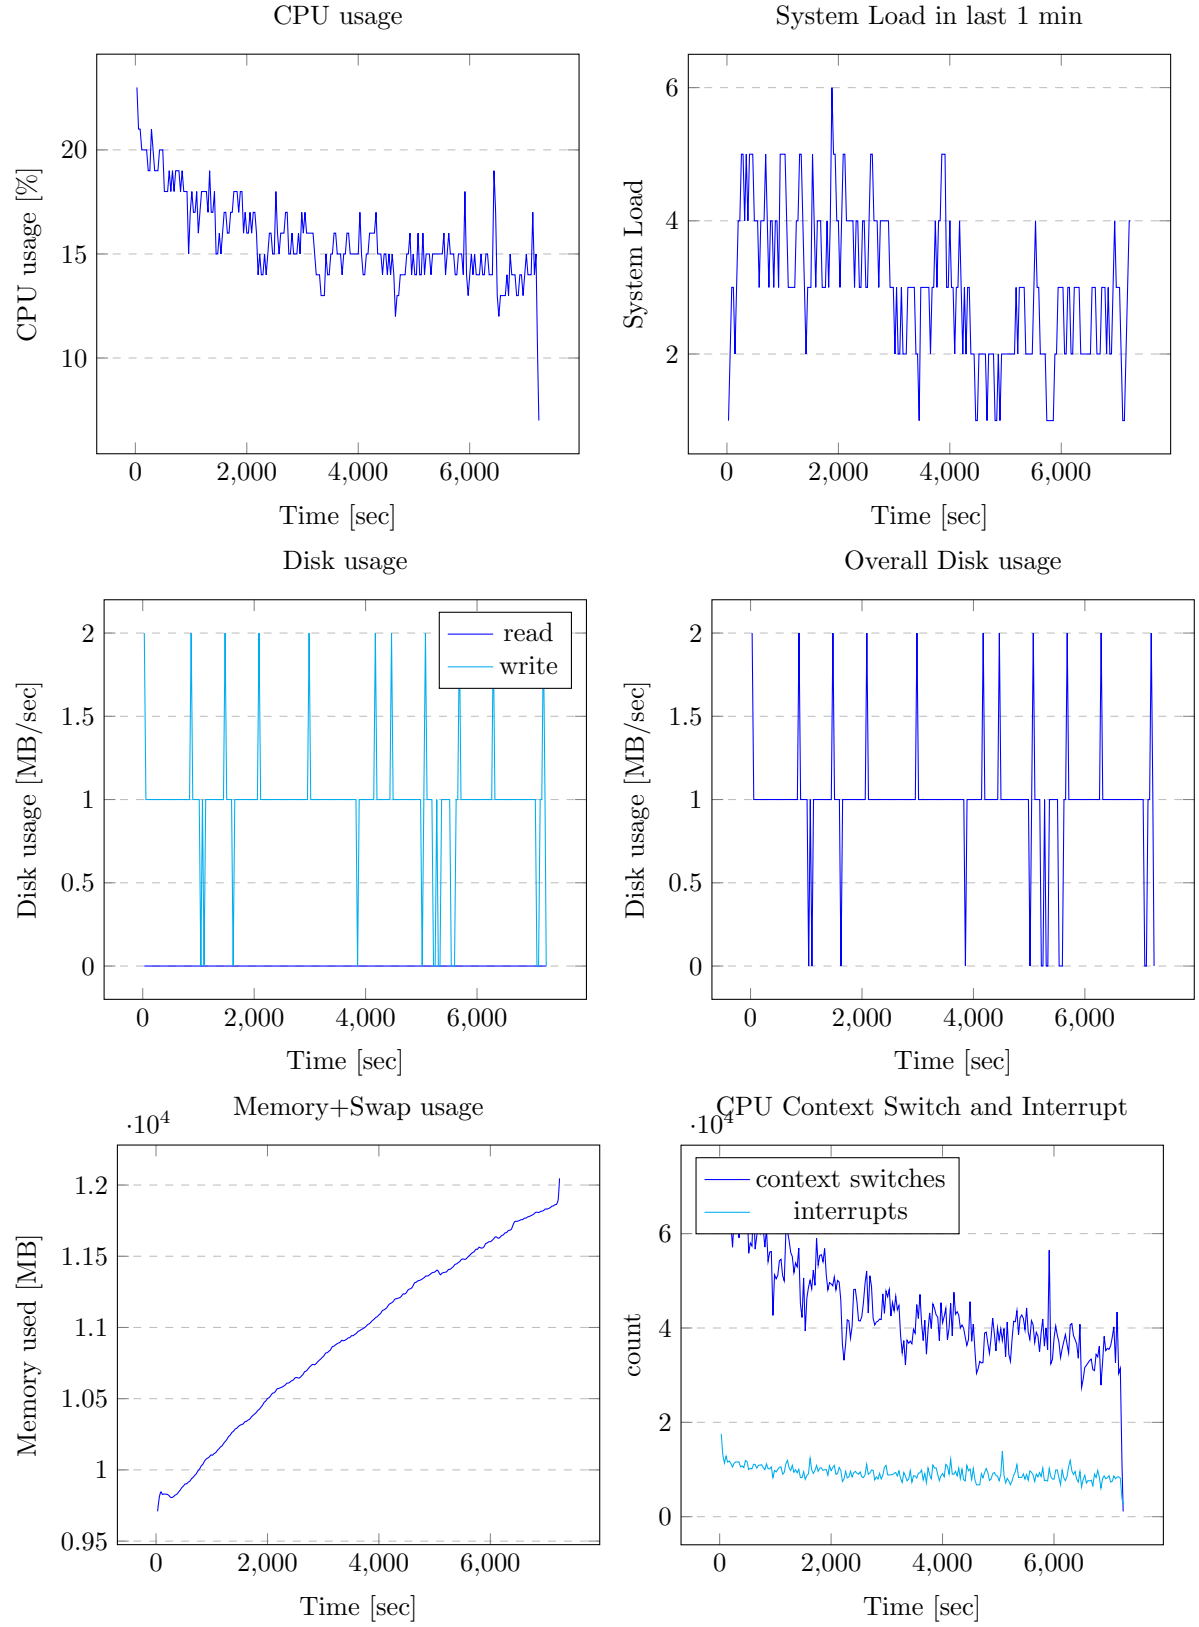 CPU usage
CPU usage [%]
20
15
10
0 2,000 4,000 6,000
Time [sec]
System Load in last 1 min
System Load
6
4
2
0 2,000 4,000 6,000
Time [sec]
Disk usage
Disk usage [MB/sec]
read
write
2
1.5
1
0.5
0
0 2,000 4,000 6,000
Time [sec]
Overall Disk usage
Disk usage [MB/sec]
2
1.5
1
0.5
0
0 2,000 4,000 6,000
Time [sec]
Memory+Swap usage
·10⁴
Memory used [MB]
1.2
1.15
1.1
1.05
1
0.95
0 2,000 4,000 6,000
Time [sec]
CPU Context Switch and Interrupt
·10⁴
context switches
interrupts
count
6
4
2
0
0 2,000 4,000 6,000
Time [sec]